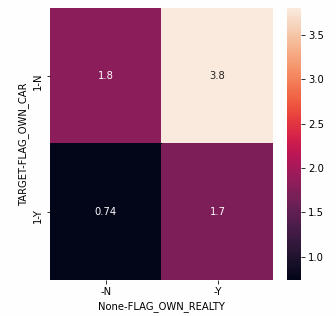 TARGET-FLAG_OWN_CAR
1-N
1-Y
1.8 3.8
0.74 1.7
-N -Y
None-FLAG_OWN_REALTY
3.5
3.0
2.5
2.0
1.5
1.0